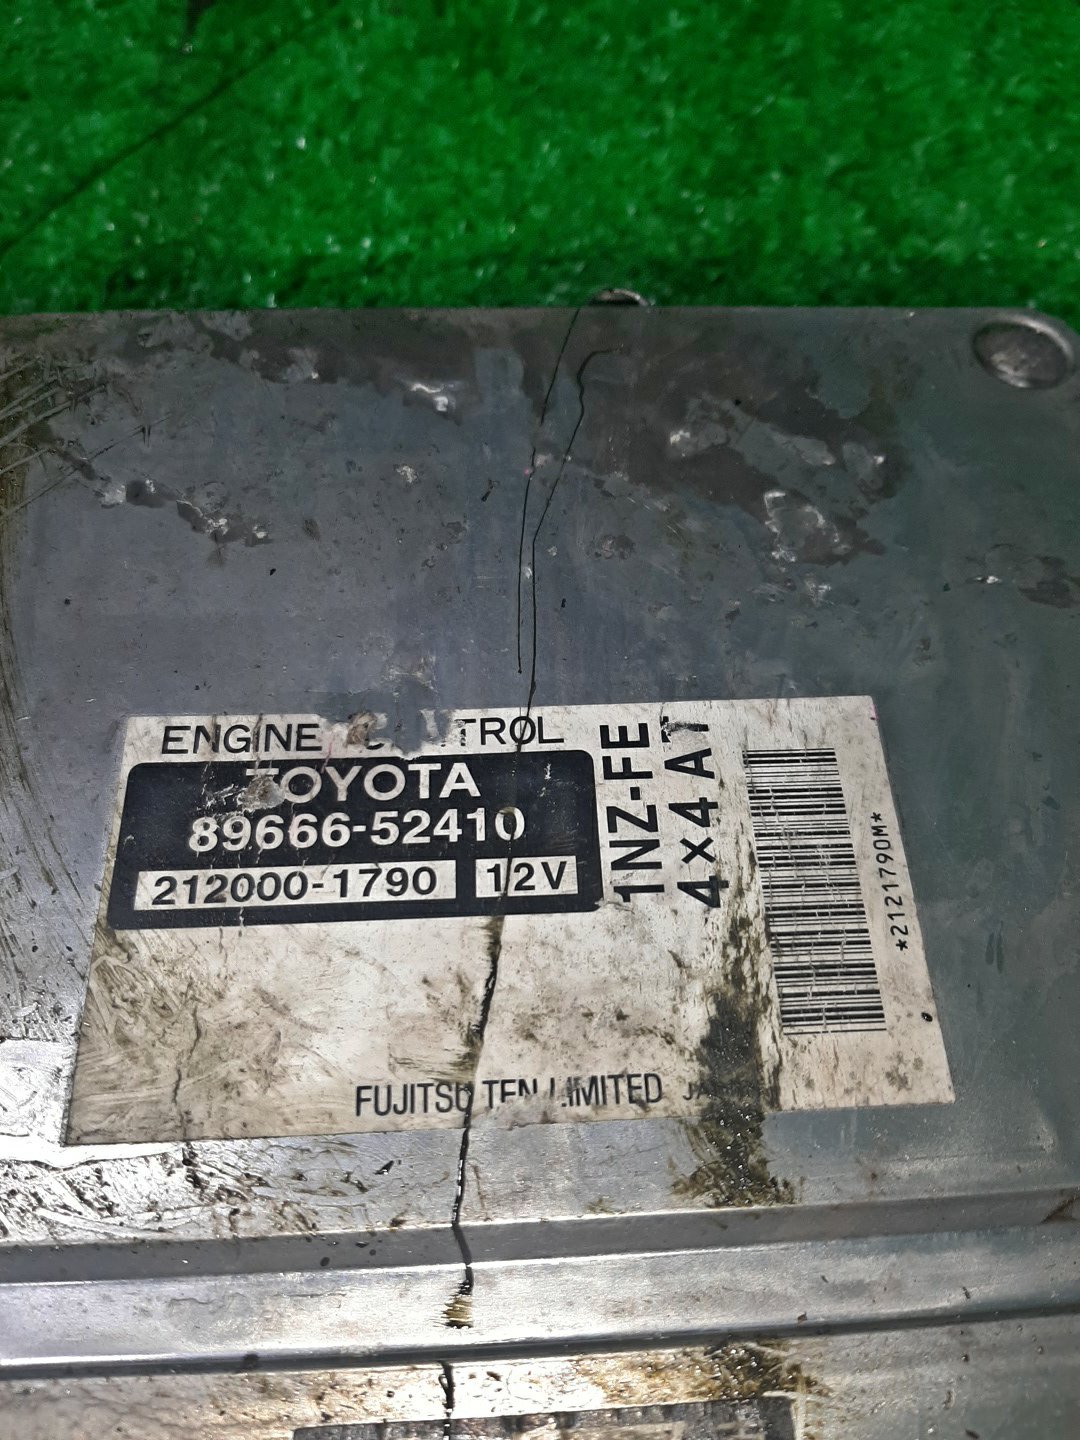 ENGINE CONTROL
TOYOTA
89666-52410
212000-1790 12V
1NZ-FE
4×4 AT
*2121790M*
FUJITSU TEN LIMITED